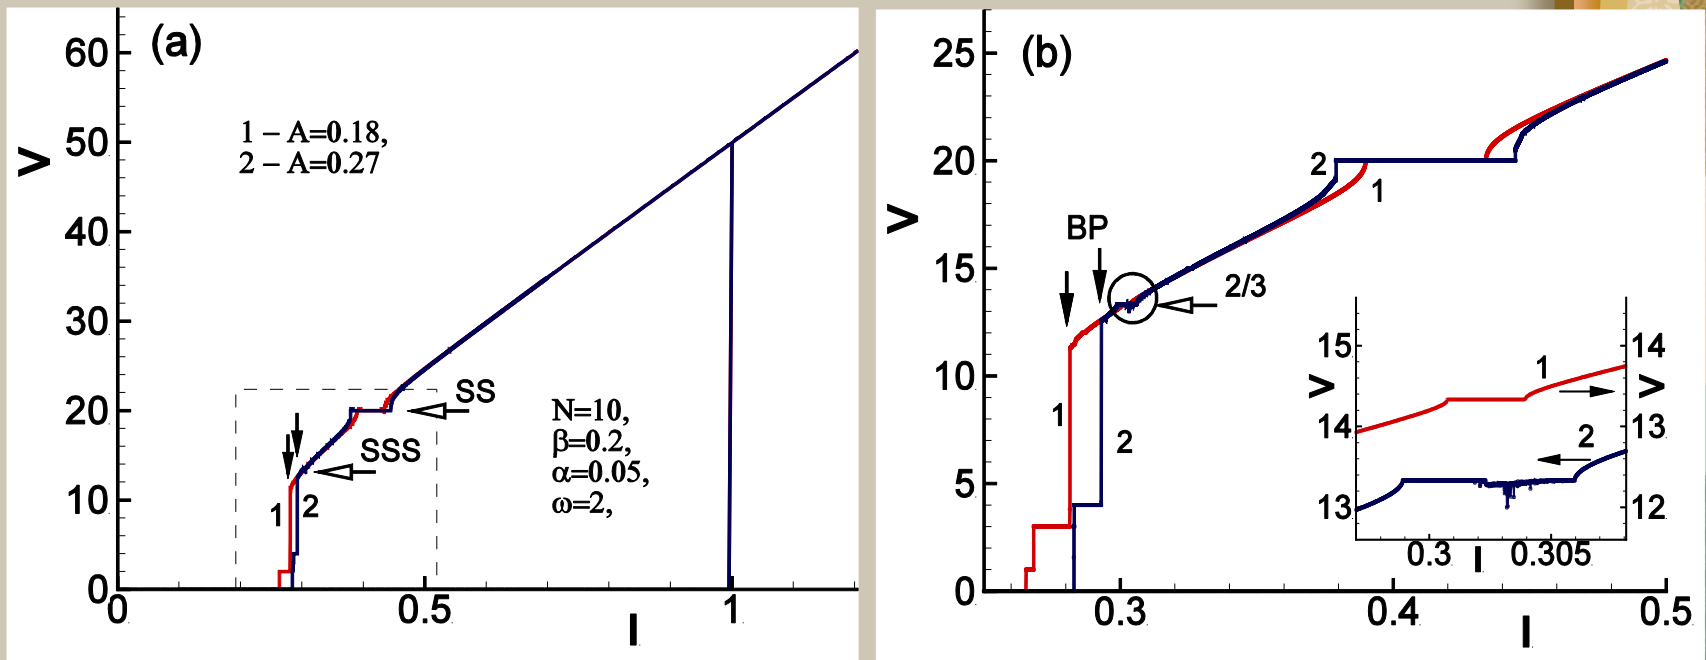 (a)
60
50
40
30
20
10
0
V
1 – A=0.18,
2 – A=0.27
SS
SSS
1
2
N=10,
β=0.2,
α=0.05,
ω=2,
0
0.5
1
I
(b)
25
20
15
10
5
0
V
2
1
BP
2/3
1
2
15
14
13
V
1
2
14
13
12
V
0.3
0.305
I
0.3
0.4
0.5
I